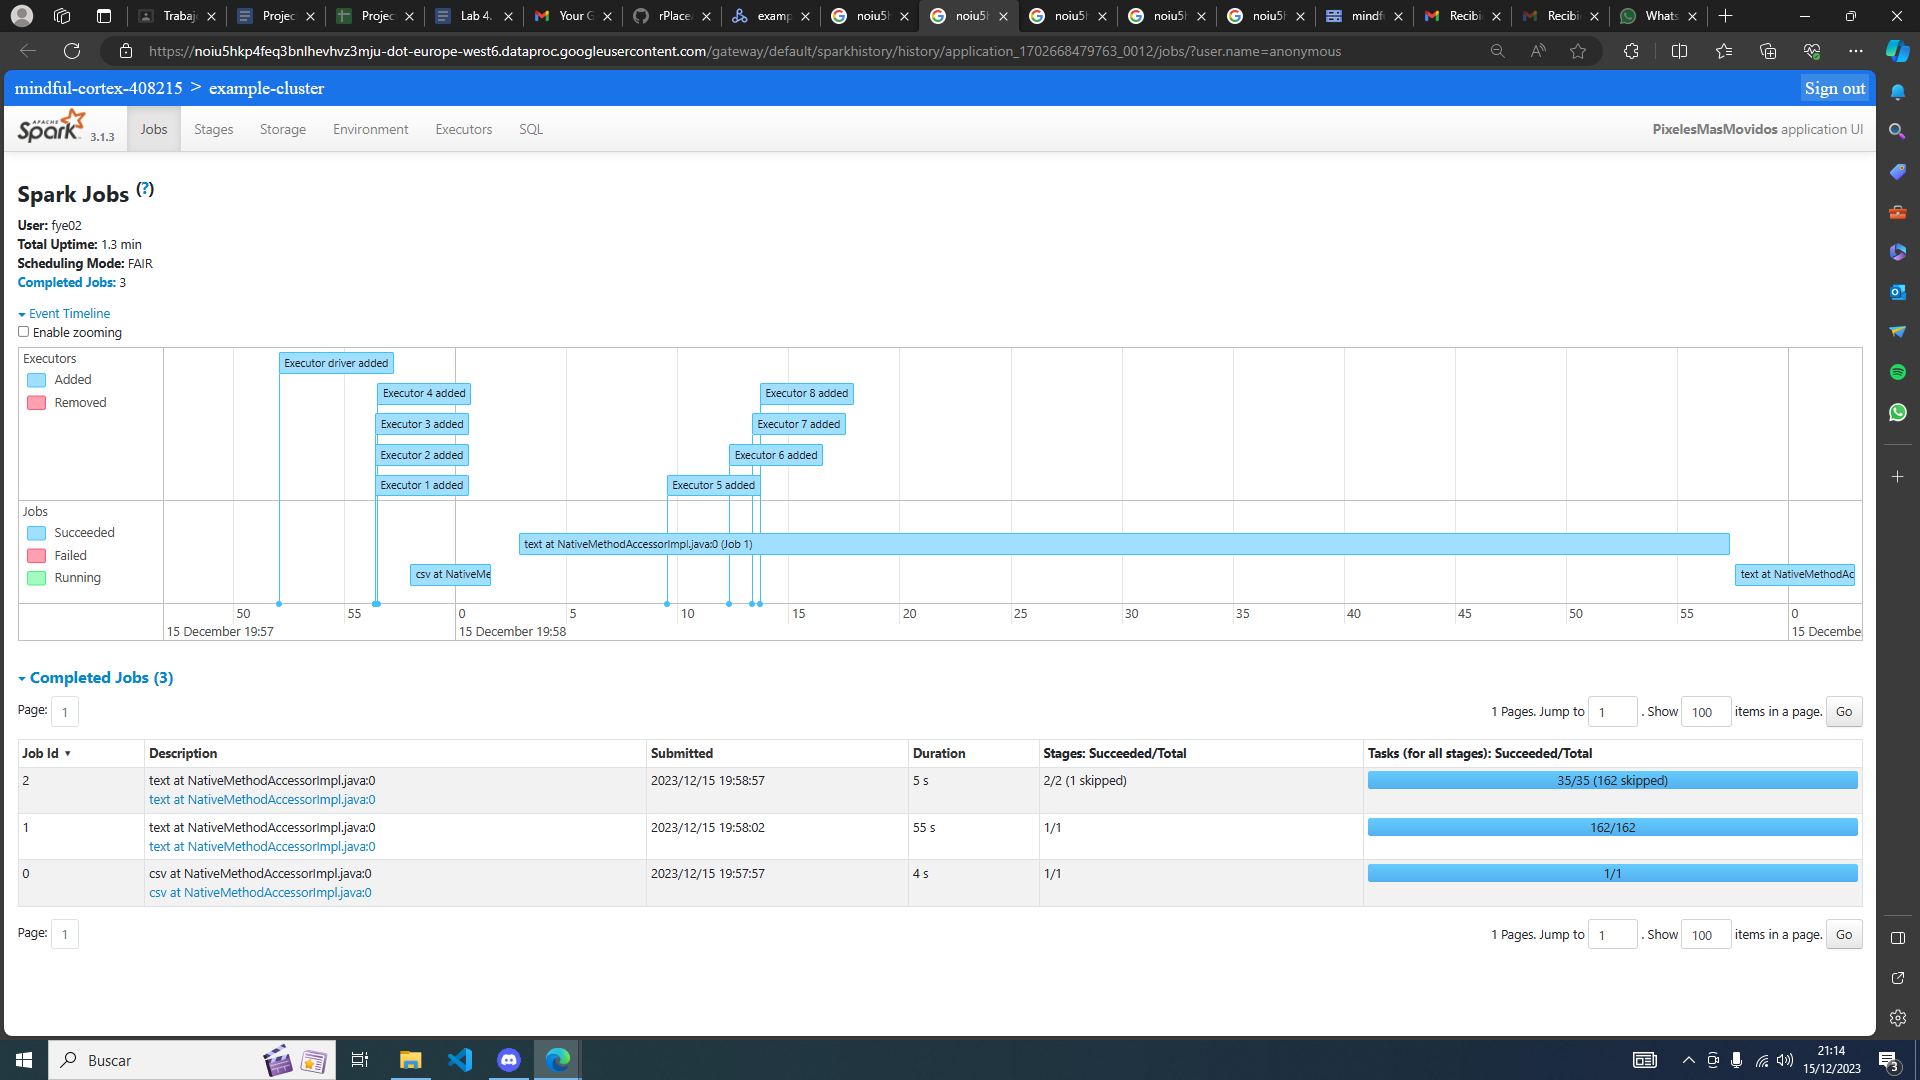 Trabaj
Project
Project
Lab 4.
Your G
rPlace/
examp
noiu5h
noiu5h
noiu5h
noiu5h
noiu5h
mindfu
Recibi
Recibi
Whats
https://noiu5hkp4feq3bnlhevhvz3mju-dot-europe-west6.dataproc.googleusercontent.com/gateway/default/sparkhistory/history/application_1702668479763_0012/jobs/?user.name=anonymous
mindful-cortex-408215 > example-cluster
Sign out
APACHE Spark 3.1.3 Jobs Stages Storage Environment Executors SQL
PixelesMasMovidos application UI
Spark Jobs (?)
User: fye02
Total Uptime: 1.3 min
Scheduling Mode: FAIR
Completed Jobs: 3
Event Timeline
Enable zooming
Executors
Added
Removed
Executor driver added
Executor 4 added
Executor 8 added
Executor 3 added
Executor 7 added
Executor 2 added
Executor 6 added
Executor 1 added
Executor 5 added
Jobs
Succeeded
Failed
Running
text at NativeMethodAccessorImpl.java:0 (Job 1)
csv at NativeMe
text at NativeMethodAc
50 55 0 5 10 15 20 25 30 35 40 45 50 55 0
15 December 19:57 15 December 19:58 15 Decembe
Completed Jobs (3)
Page: 1
1 Pages. Jump to 1 . Show 100 items in a page. Go
Job Id ▾ Description Submitted Duration Stages: Succeeded/Total Tasks (for all stages): Succeeded/Total
2 text at NativeMethodAccessorImpl.java:0 2023/12/15 19:58:57 5 s 2/2 (1 skipped) 35/35 (162 skipped)
text at NativeMethodAccessorImpl.java:0
1 text at NativeMethodAccessorImpl.java:0 2023/12/15 19:58:02 55 s 1/1 162/162
text at NativeMethodAccessorImpl.java:0
0 csv at NativeMethodAccessorImpl.java:0 2023/12/15 19:57:57 4 s 1/1 1/1
csv at NativeMethodAccessorImpl.java:0
Page: 1
1 Pages. Jump to 1 . Show 100 items in a page. Go
Buscar
21:14
15/12/2023
3